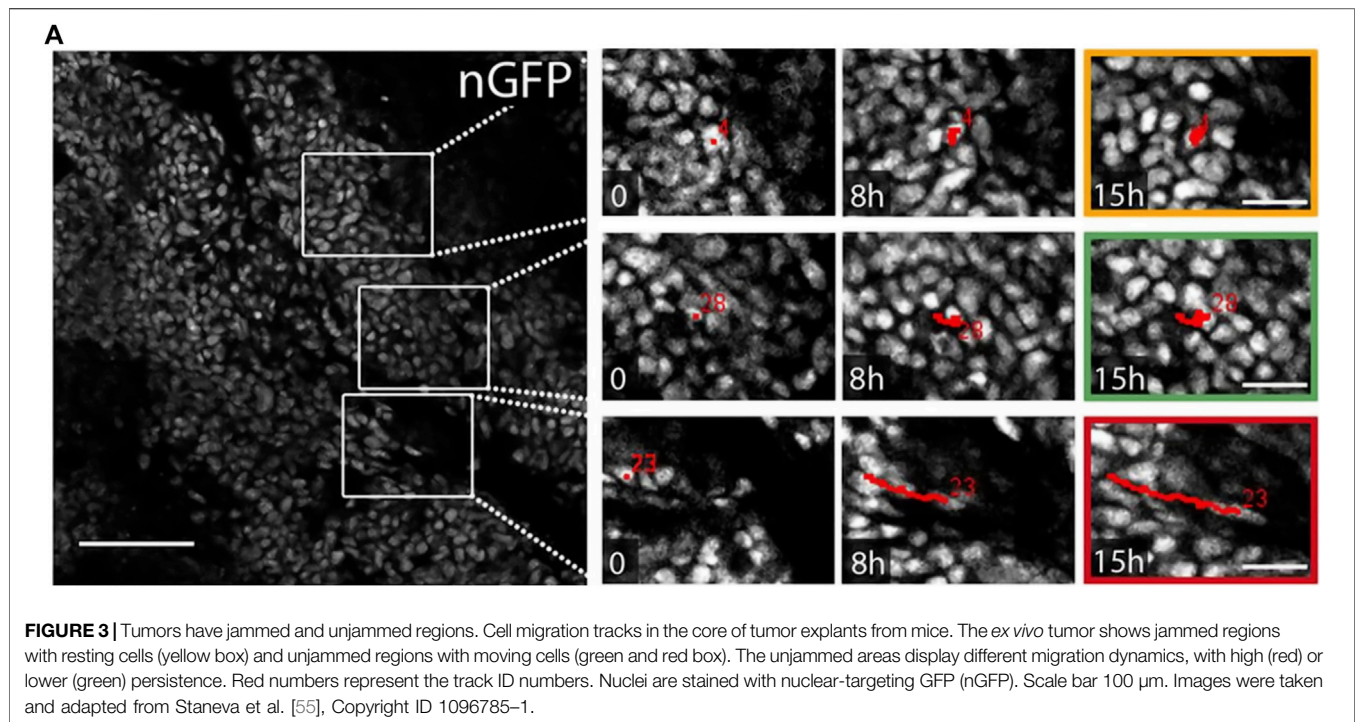 A
nGFP
4
0
4
8h
15h
28
0
28
8h
28
15h
23
0
23
8h
23
15h
FIGURE 3 | Tumors have jammed and unjammed regions. Cell migration tracks in the core of tumor explants from mice. The ex vivo tumor shows jammed regions
with resting cells (yellow box) and unjammed regions with moving cells (green and red box). The unjammed areas display different migration dynamics, with high (red) or
lower (green) persistence. Red numbers represent the track ID numbers. Nuclei are stained with nuclear-targeting GFP (nGFP). Scale bar 100 μm. Images were taken
and adapted from Staneva et al. [55], Copyright ID 1096785–1.